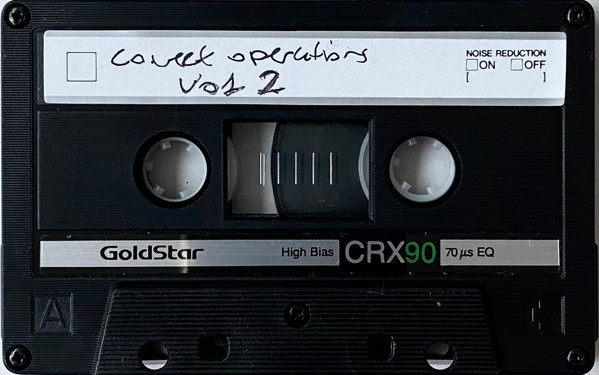 Covert operations
Vol 2
NOISE REDUCTION
ON OFF
[ ]
GoldStar High Bias CRX90 70 µs EQ
A